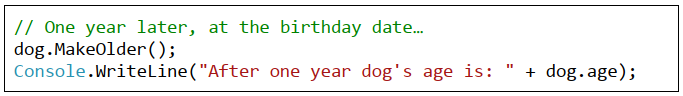 // One year later, at the birthday date…
dog.MakeOlder();
Console.WriteLine("After one year dog's age is: " + dog.age);